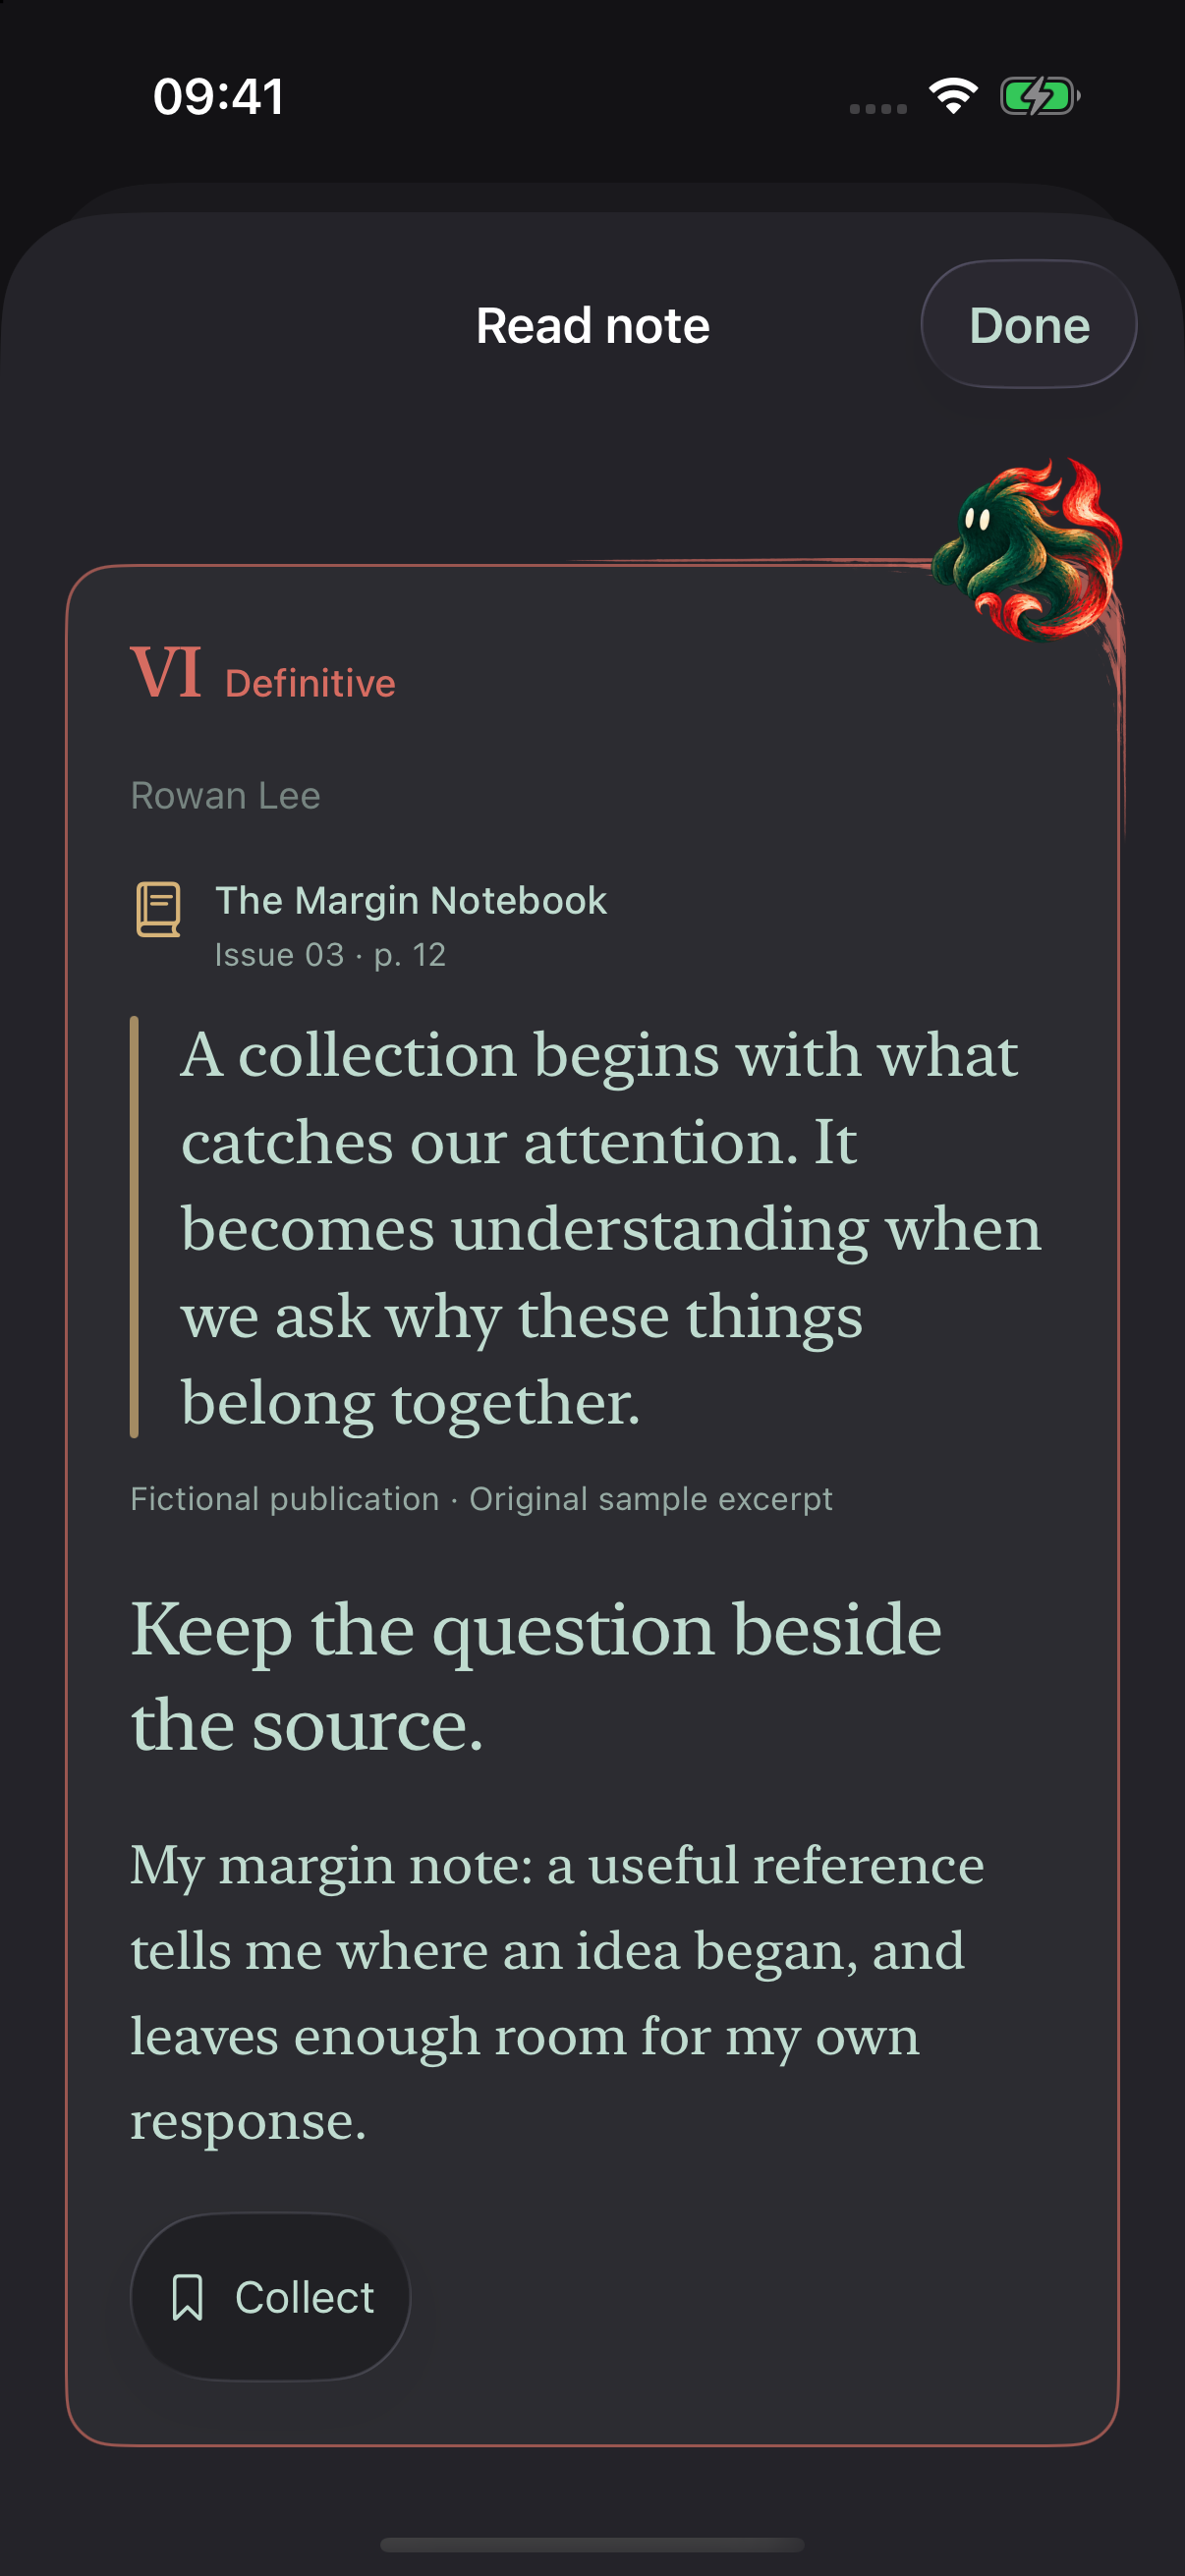 09:41
Read note
Done
VI Definitive
Rowan Lee
The Margin Notebook
Issue 03 · p. 12
A collection begins with what
catches our attention. It
becomes understanding when
we ask why these things
belong together.
Fictional publication · Original sample excerpt
Keep the question beside
the source.
My margin note: a useful reference
tells me where an idea began, and
leaves enough room for my own
response.
Collect